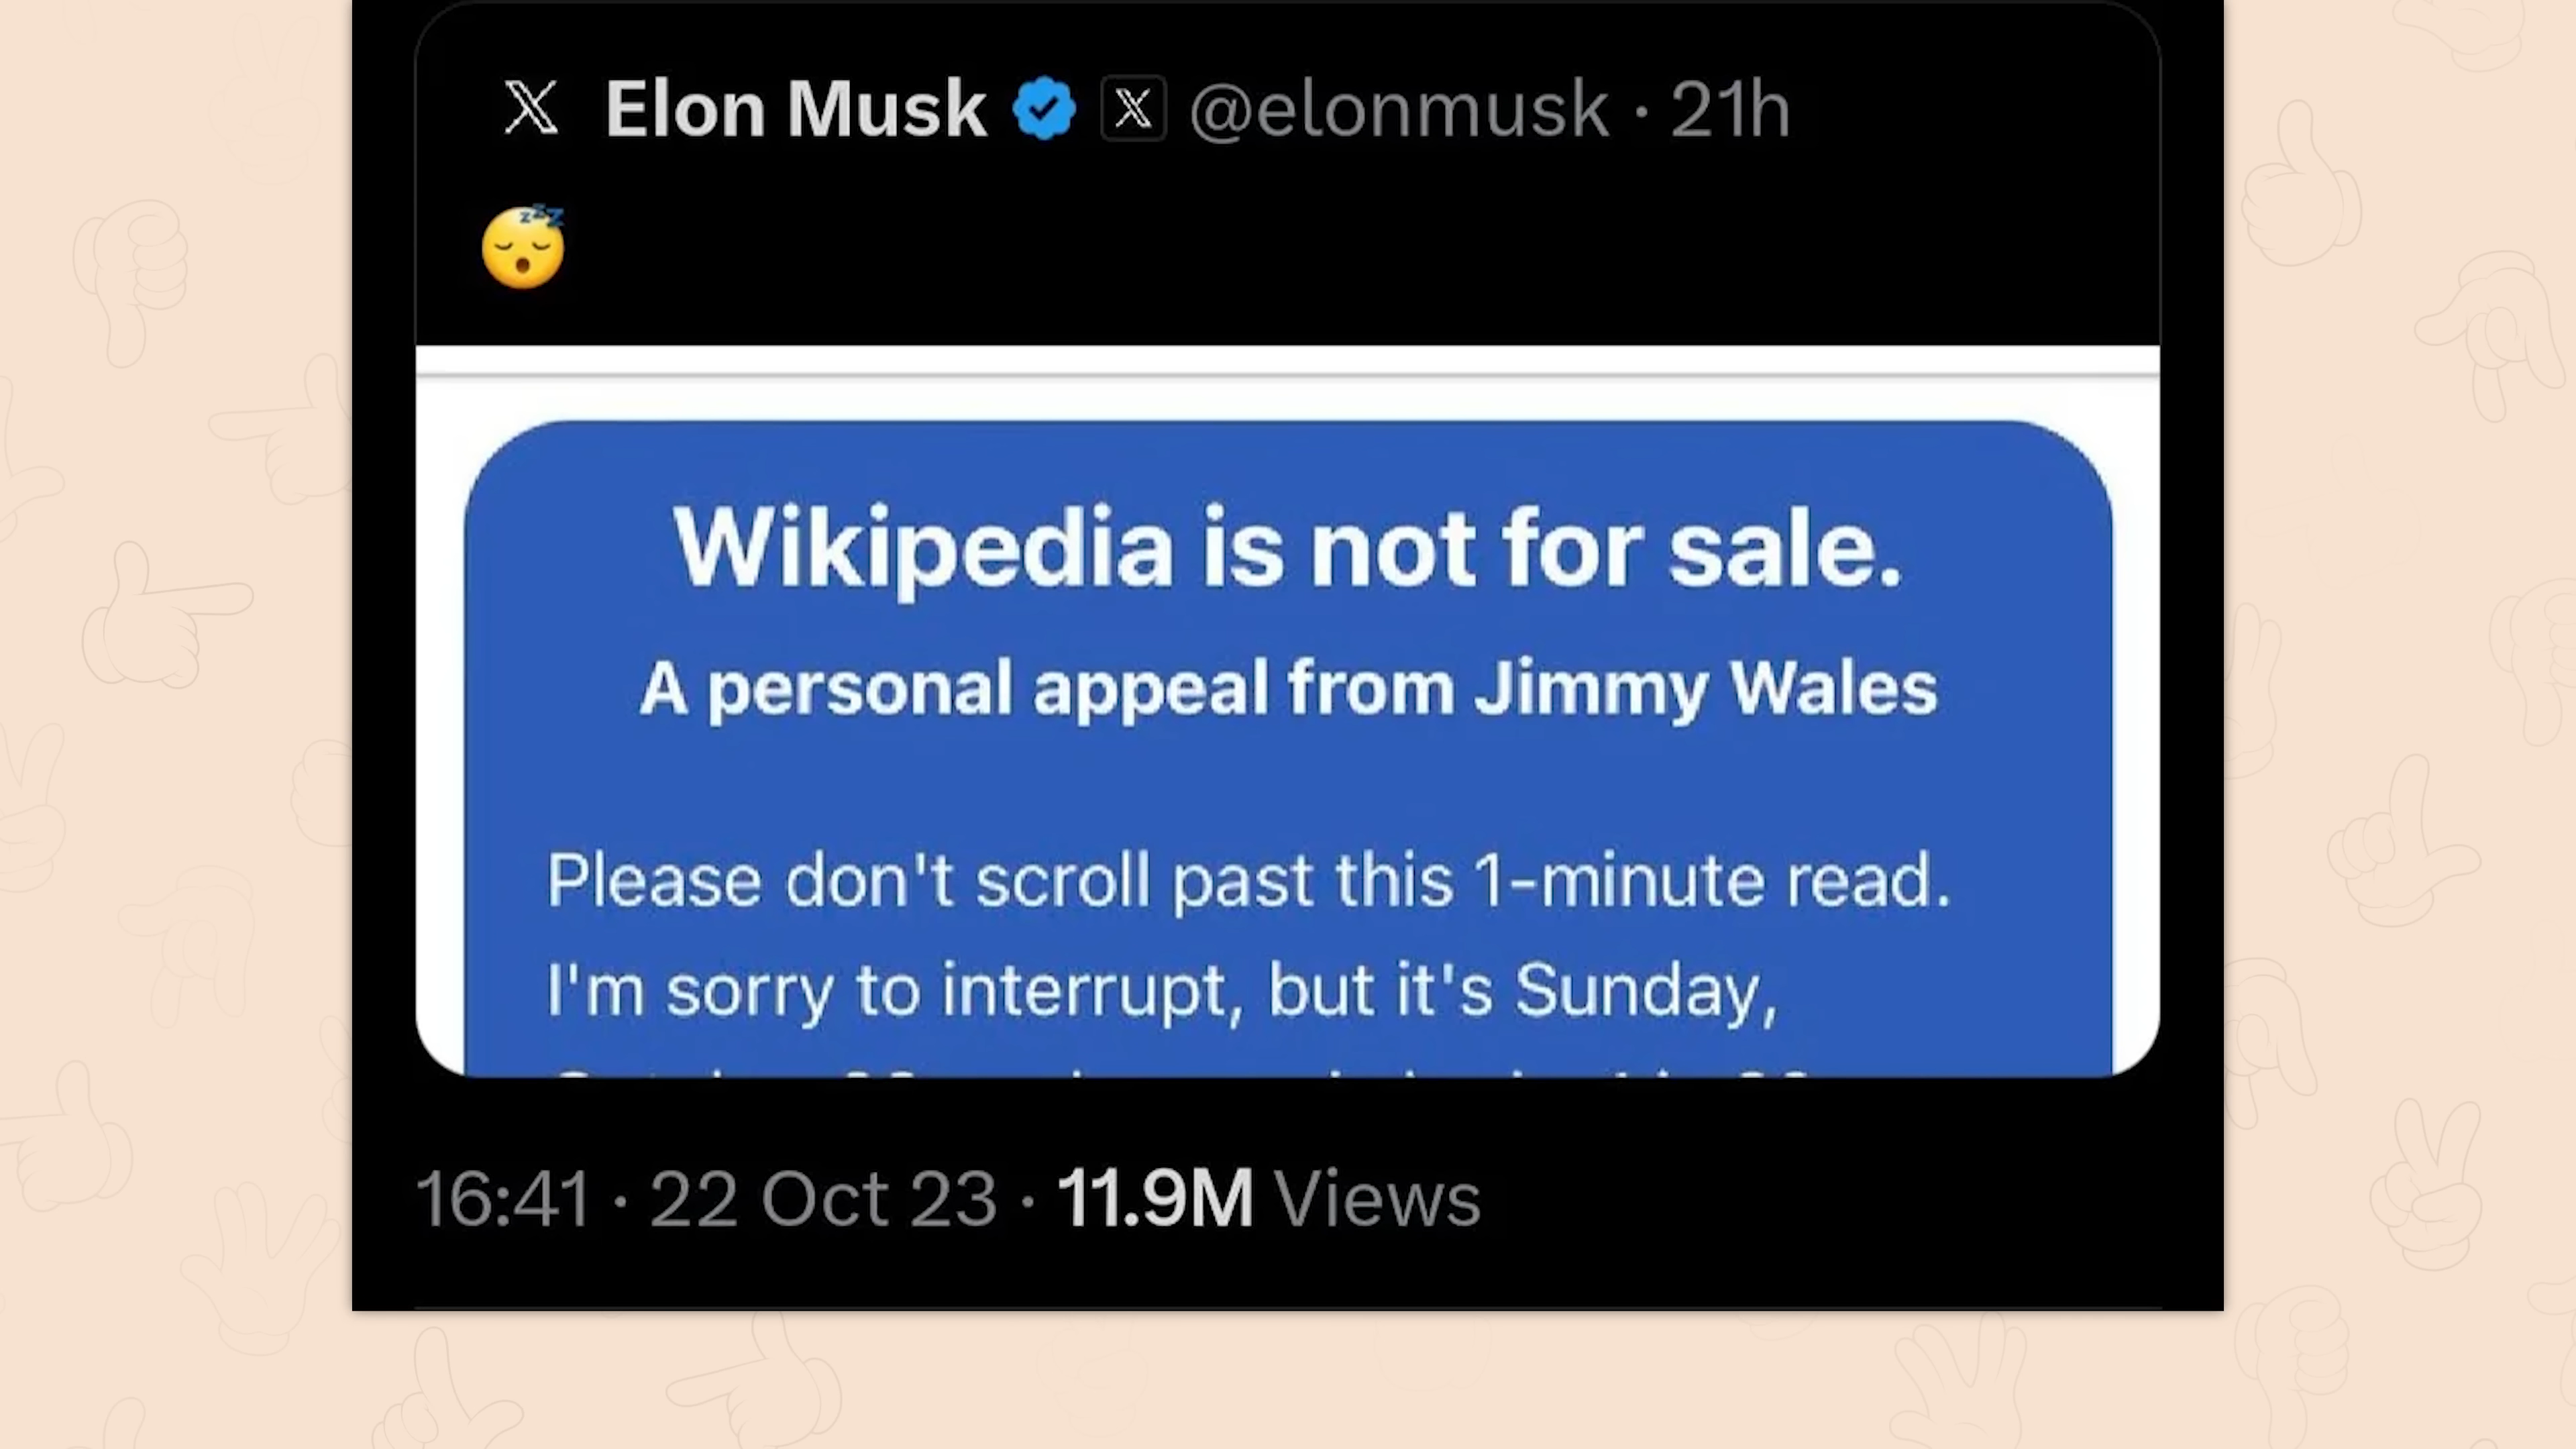 Elon Musk @elonmusk · 21h
😴
Wikipedia is not for sale.
A personal appeal from Jimmy Wales
Please don't scroll past this 1-minute read.
I'm sorry to interrupt, but it's Sunday,
16:41 · 22 Oct 23 · 11.9M Views